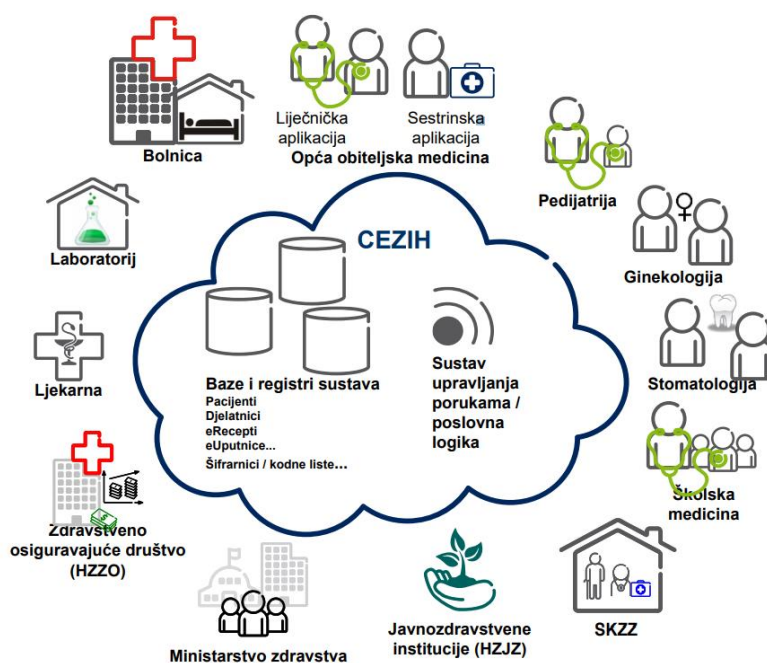 Bolnica
Liječnička
aplikacija
Sestrinska
aplikacija
Opća obiteljska medicina
Pedijatrija
Ginekologija
Stomatologija
Školska
medicina
SKZZ
Javnozdravstvene
institucije (HZJZ)
Ministarstvo zdravstva
Zdravstveno
osiguravajuće društvo
(HZZO)
Ljekarna
Laboratorij
CEZIH
Baze i registri sustava
Pacijenti
Djelatnici
eRecepti
eUputnice...
Šifrarnici / kodne liste...
Sustav
upravljanja
porukama /
poslovna
logika